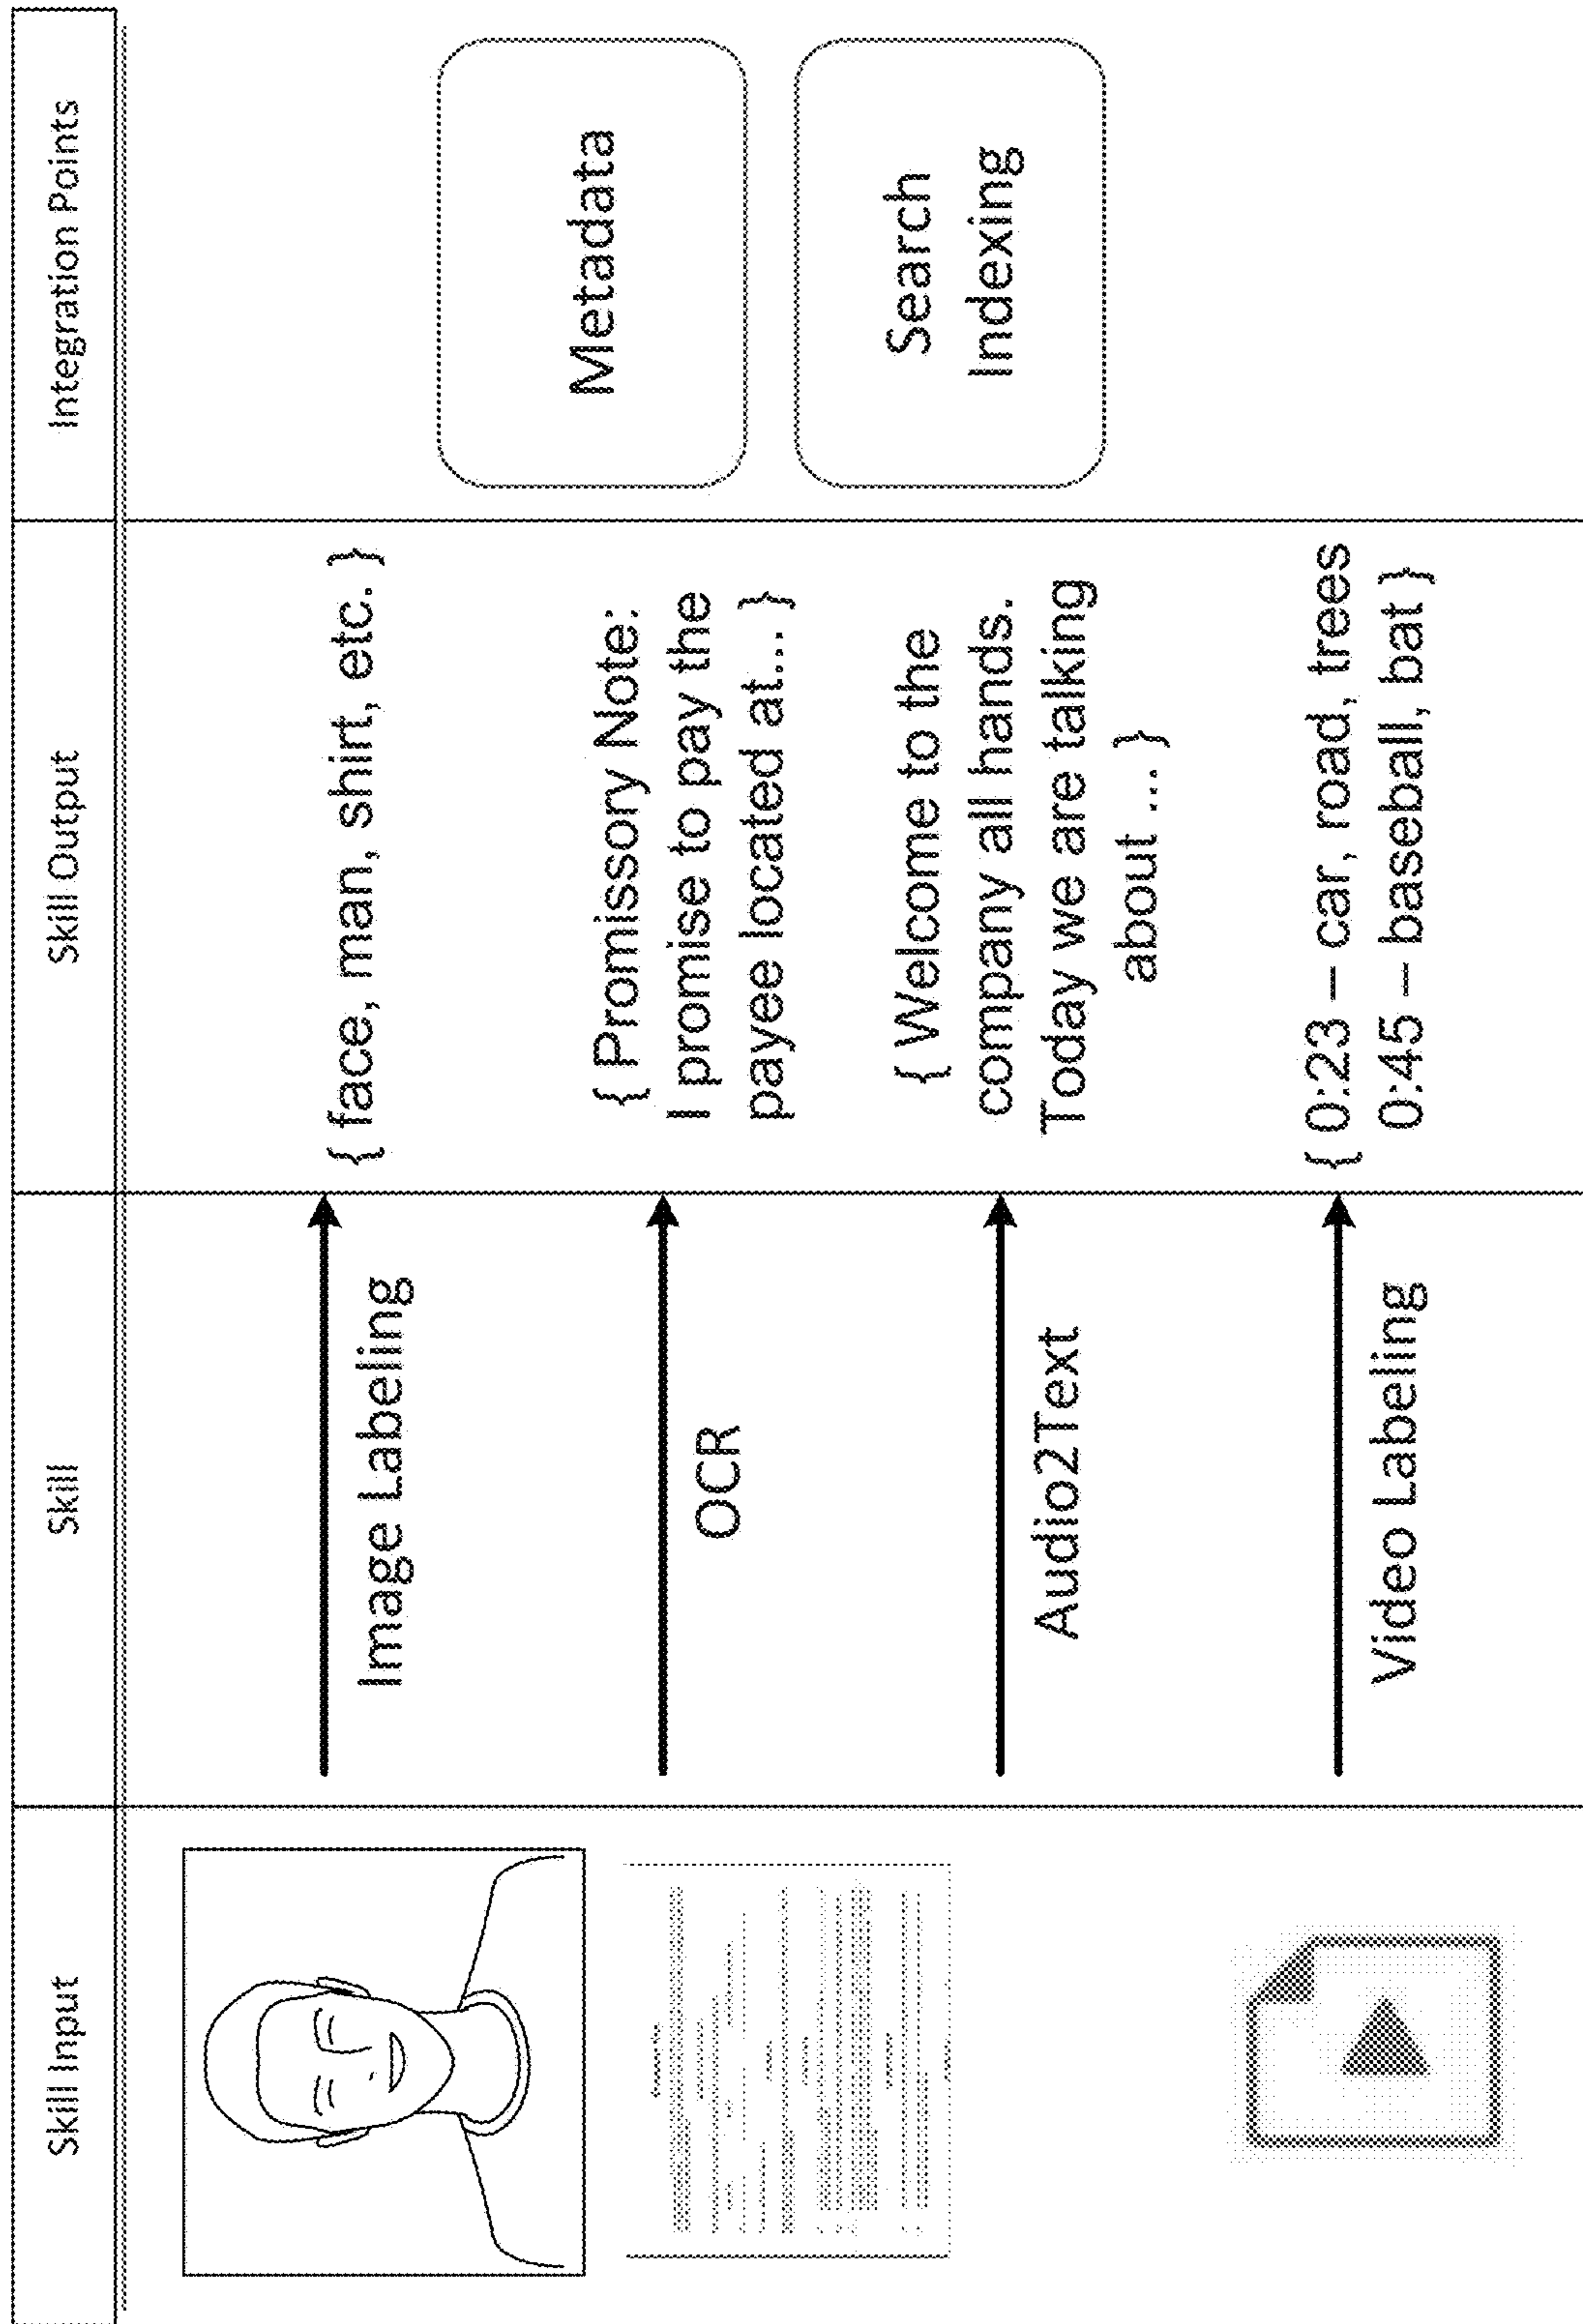 Skill Input
Skill
Skill Output
Integration Points
Image Labeling
{ face, man, shirt, etc. }
OCR
{ Promissory Note:
I promise to pay the
payee located at... }
Audio2Text
{ Welcome to the
company all hands.
Today we are talking
about ... }
Video Labeling
{ 0:23 – car, road, trees
0:45 – baseball, bat }
Metadata
Search
Indexing